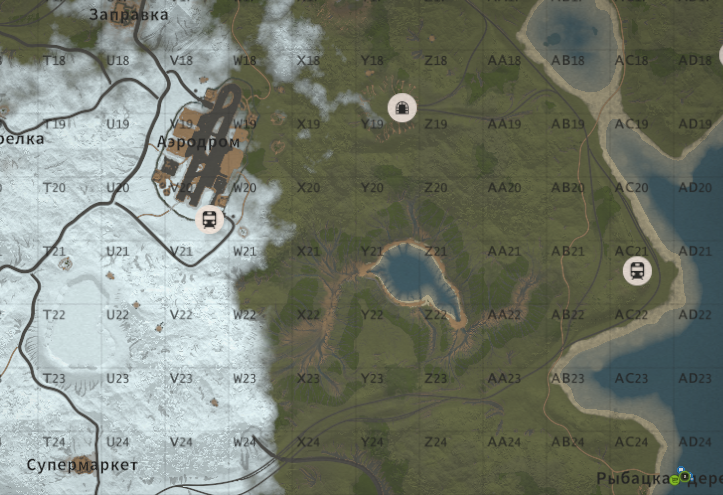 Заправка
T18 U18 V18 W18 X18 Y18 Z18 AA18 AB18 AC18 AD18
U19 V19 W19 X19 Y19 Z19 AA19 AB19 AC19 AD19
релка
Аэродром
T20 U20 V20 W20 X20 Y20 Z20 AA20 AB20 AC20 AD20
T21 U21 V21 W21 X21 Y21 Z21 AA21 AB21 AC21 AD21
T22 U22 V22 W22 X22 Y22 Z22 AA22 AB22 AC22 AD22
T23 U23 V23 W23 X23 Y23 Z23 AA23 AB23 AC23 AD23
T24 U24 V24 W24 X24 Y24 Z24 AA24 AB24 AC24 AD24
Супермаркет
Рыбацка